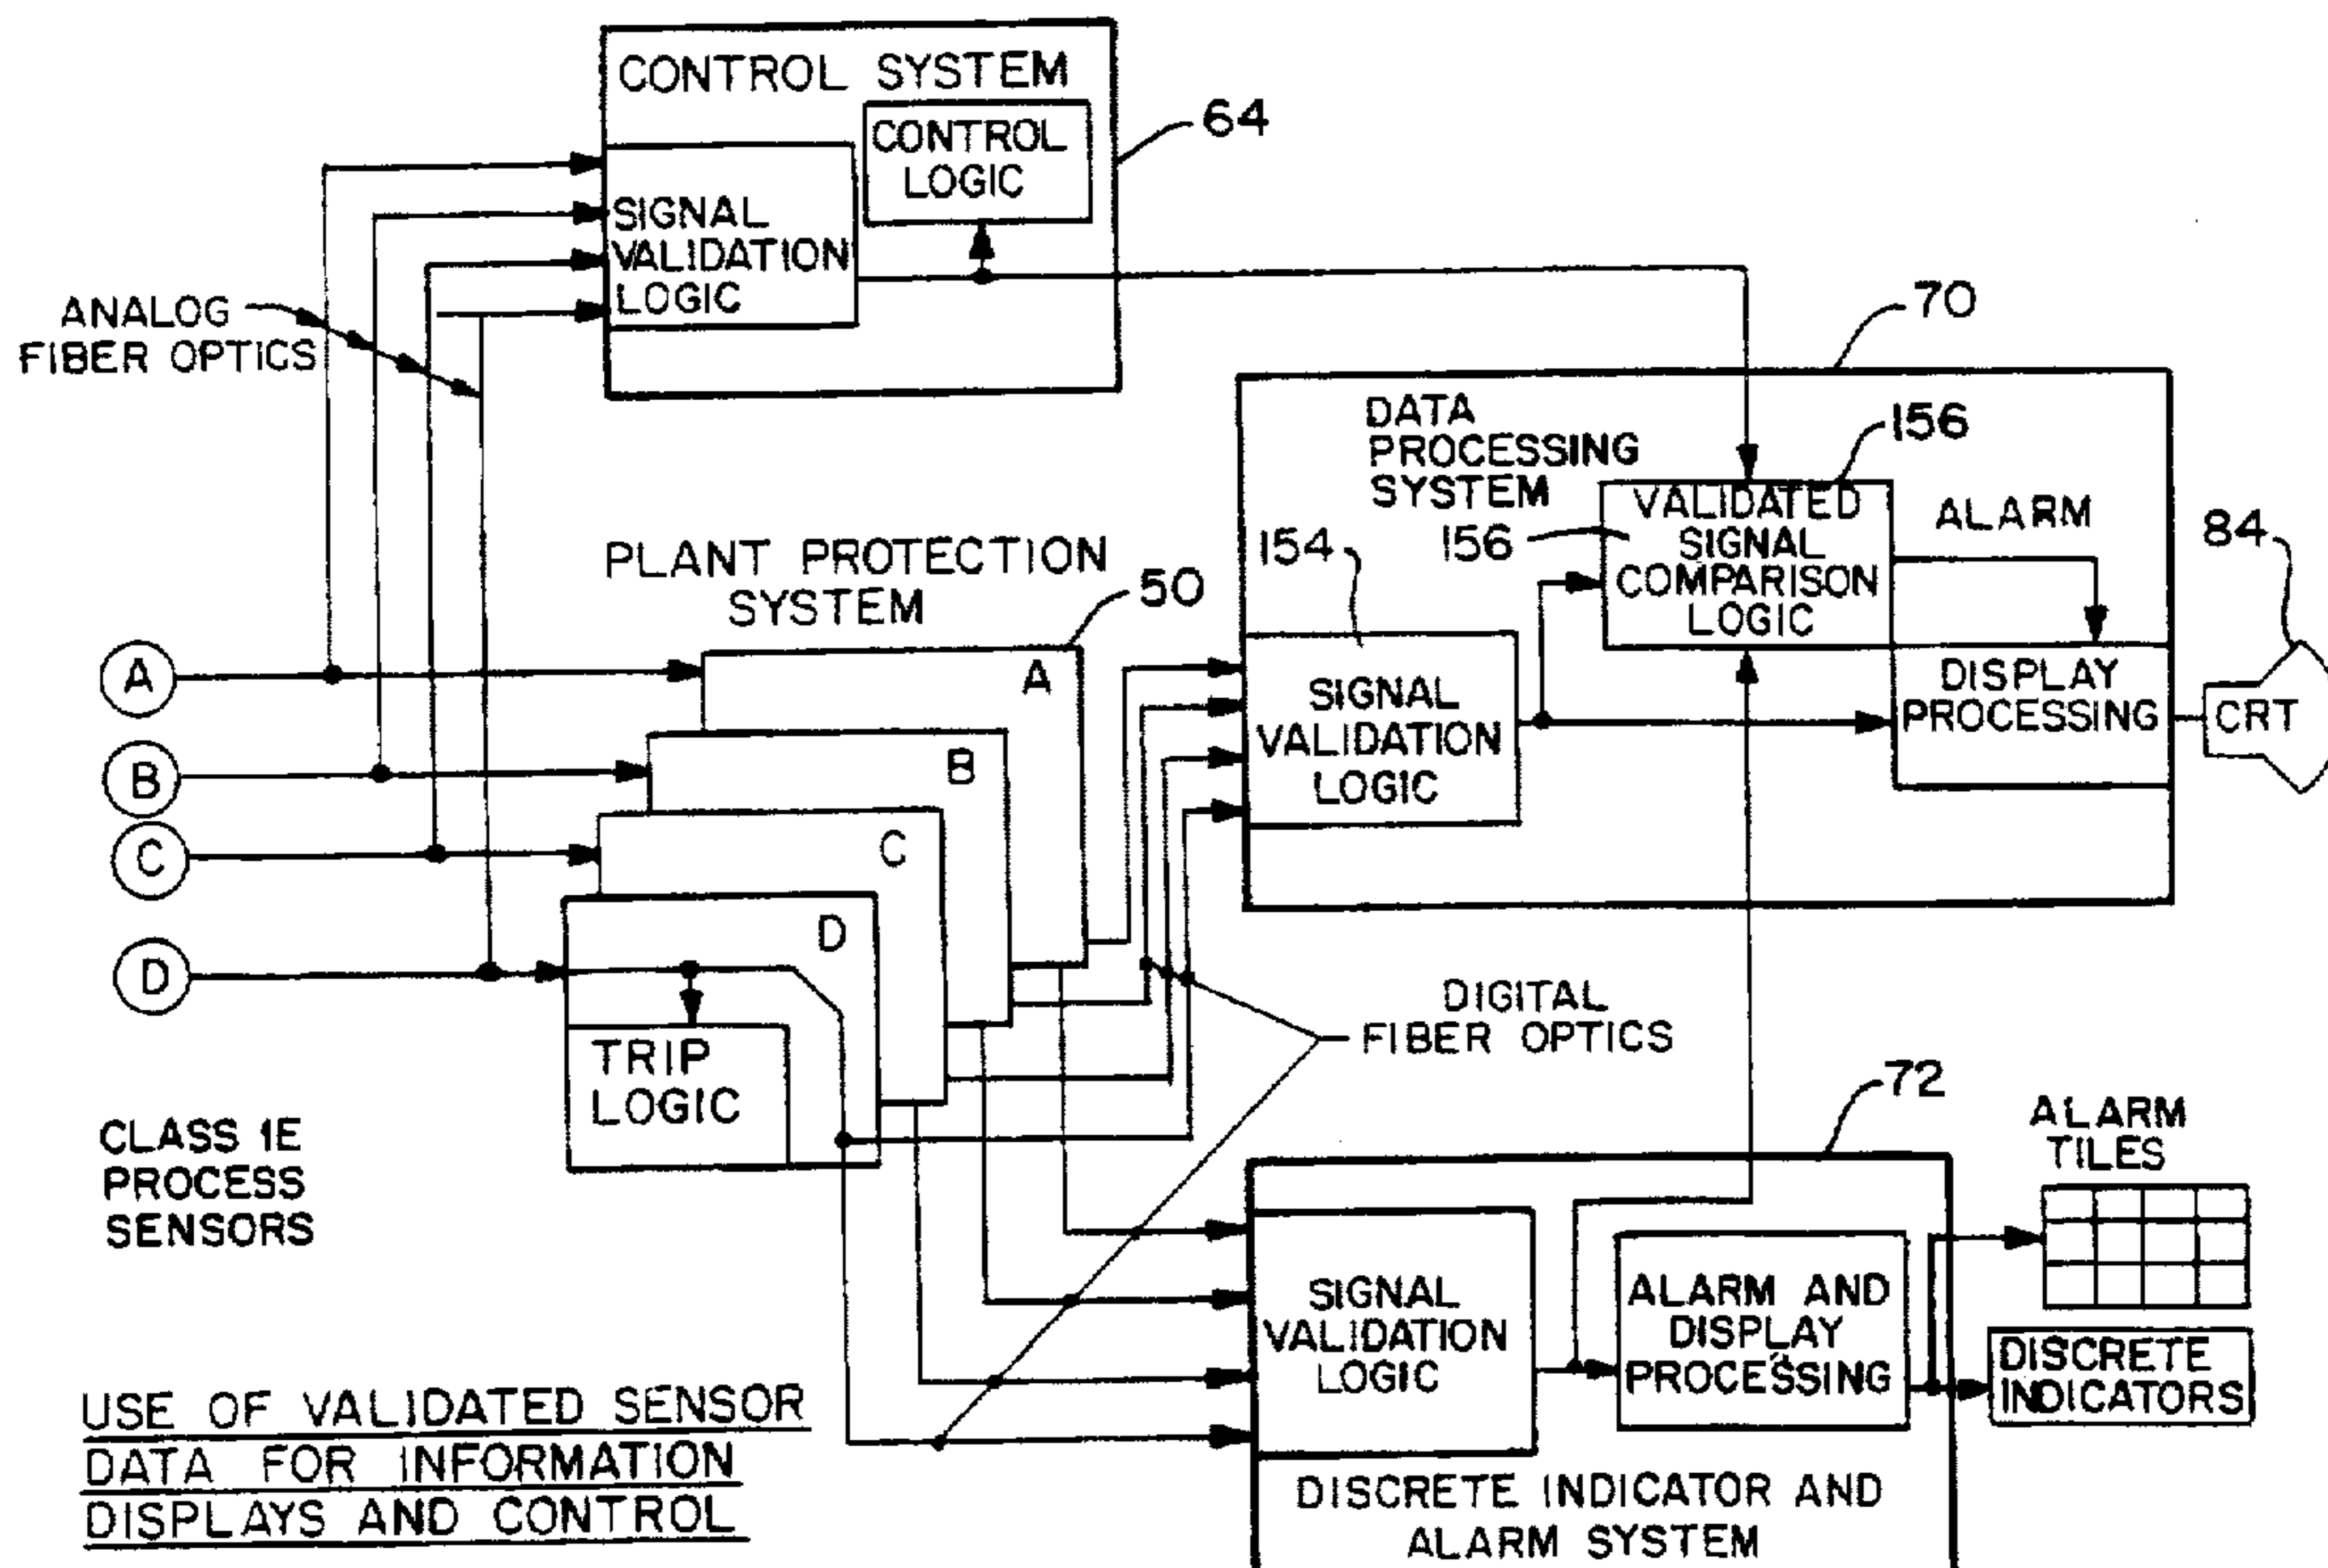 CONTROL SYSTEM
CONTROL
LOGIC
64
SIGNAL
VALIDATION
LOGIC
ANALOG
FIBER OPTICS
70
DATA
PROCESSING
SYSTEM
156
VALIDATED
SIGNAL
COMPARISON
LOGIC
156
ALARM
84
154
PLANT PROTECTION
SYSTEM
50
A
A
B
B
C
C
D
D
SIGNAL
VALIDATION
LOGIC
DISPLAY
PROCESSING
CRT
TRIP
LOGIC
DIGITAL
FIBER OPTICS
72
CLASS 1E
PROCESS
SENSORS
ALARM
TILES
SIGNAL
VALIDATION
LOGIC
ALARM AND
DISPLAY
PROCESSING
DISCRETE
INDICATORS
DISCRETE INDICATOR AND
ALARM SYSTEM
USE OF VALIDATED SENSOR
DATA FOR INFORMATION
DISPLAYS AND CONTROL